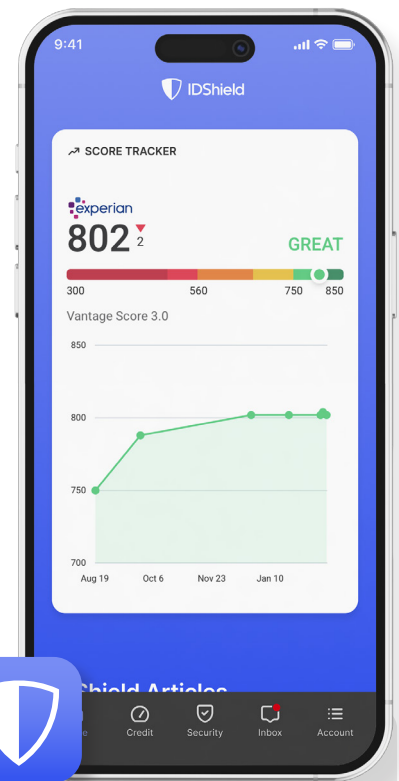 9:41
IDShield
SCORE TRACKER
experian
802 2
GREAT
300 560 750 850
Vantage Score 3.0
850
800
750
700
Aug 19 Oct 6 Nov 23 Jan 10
Shield Articles
Credit Security Inbox Account